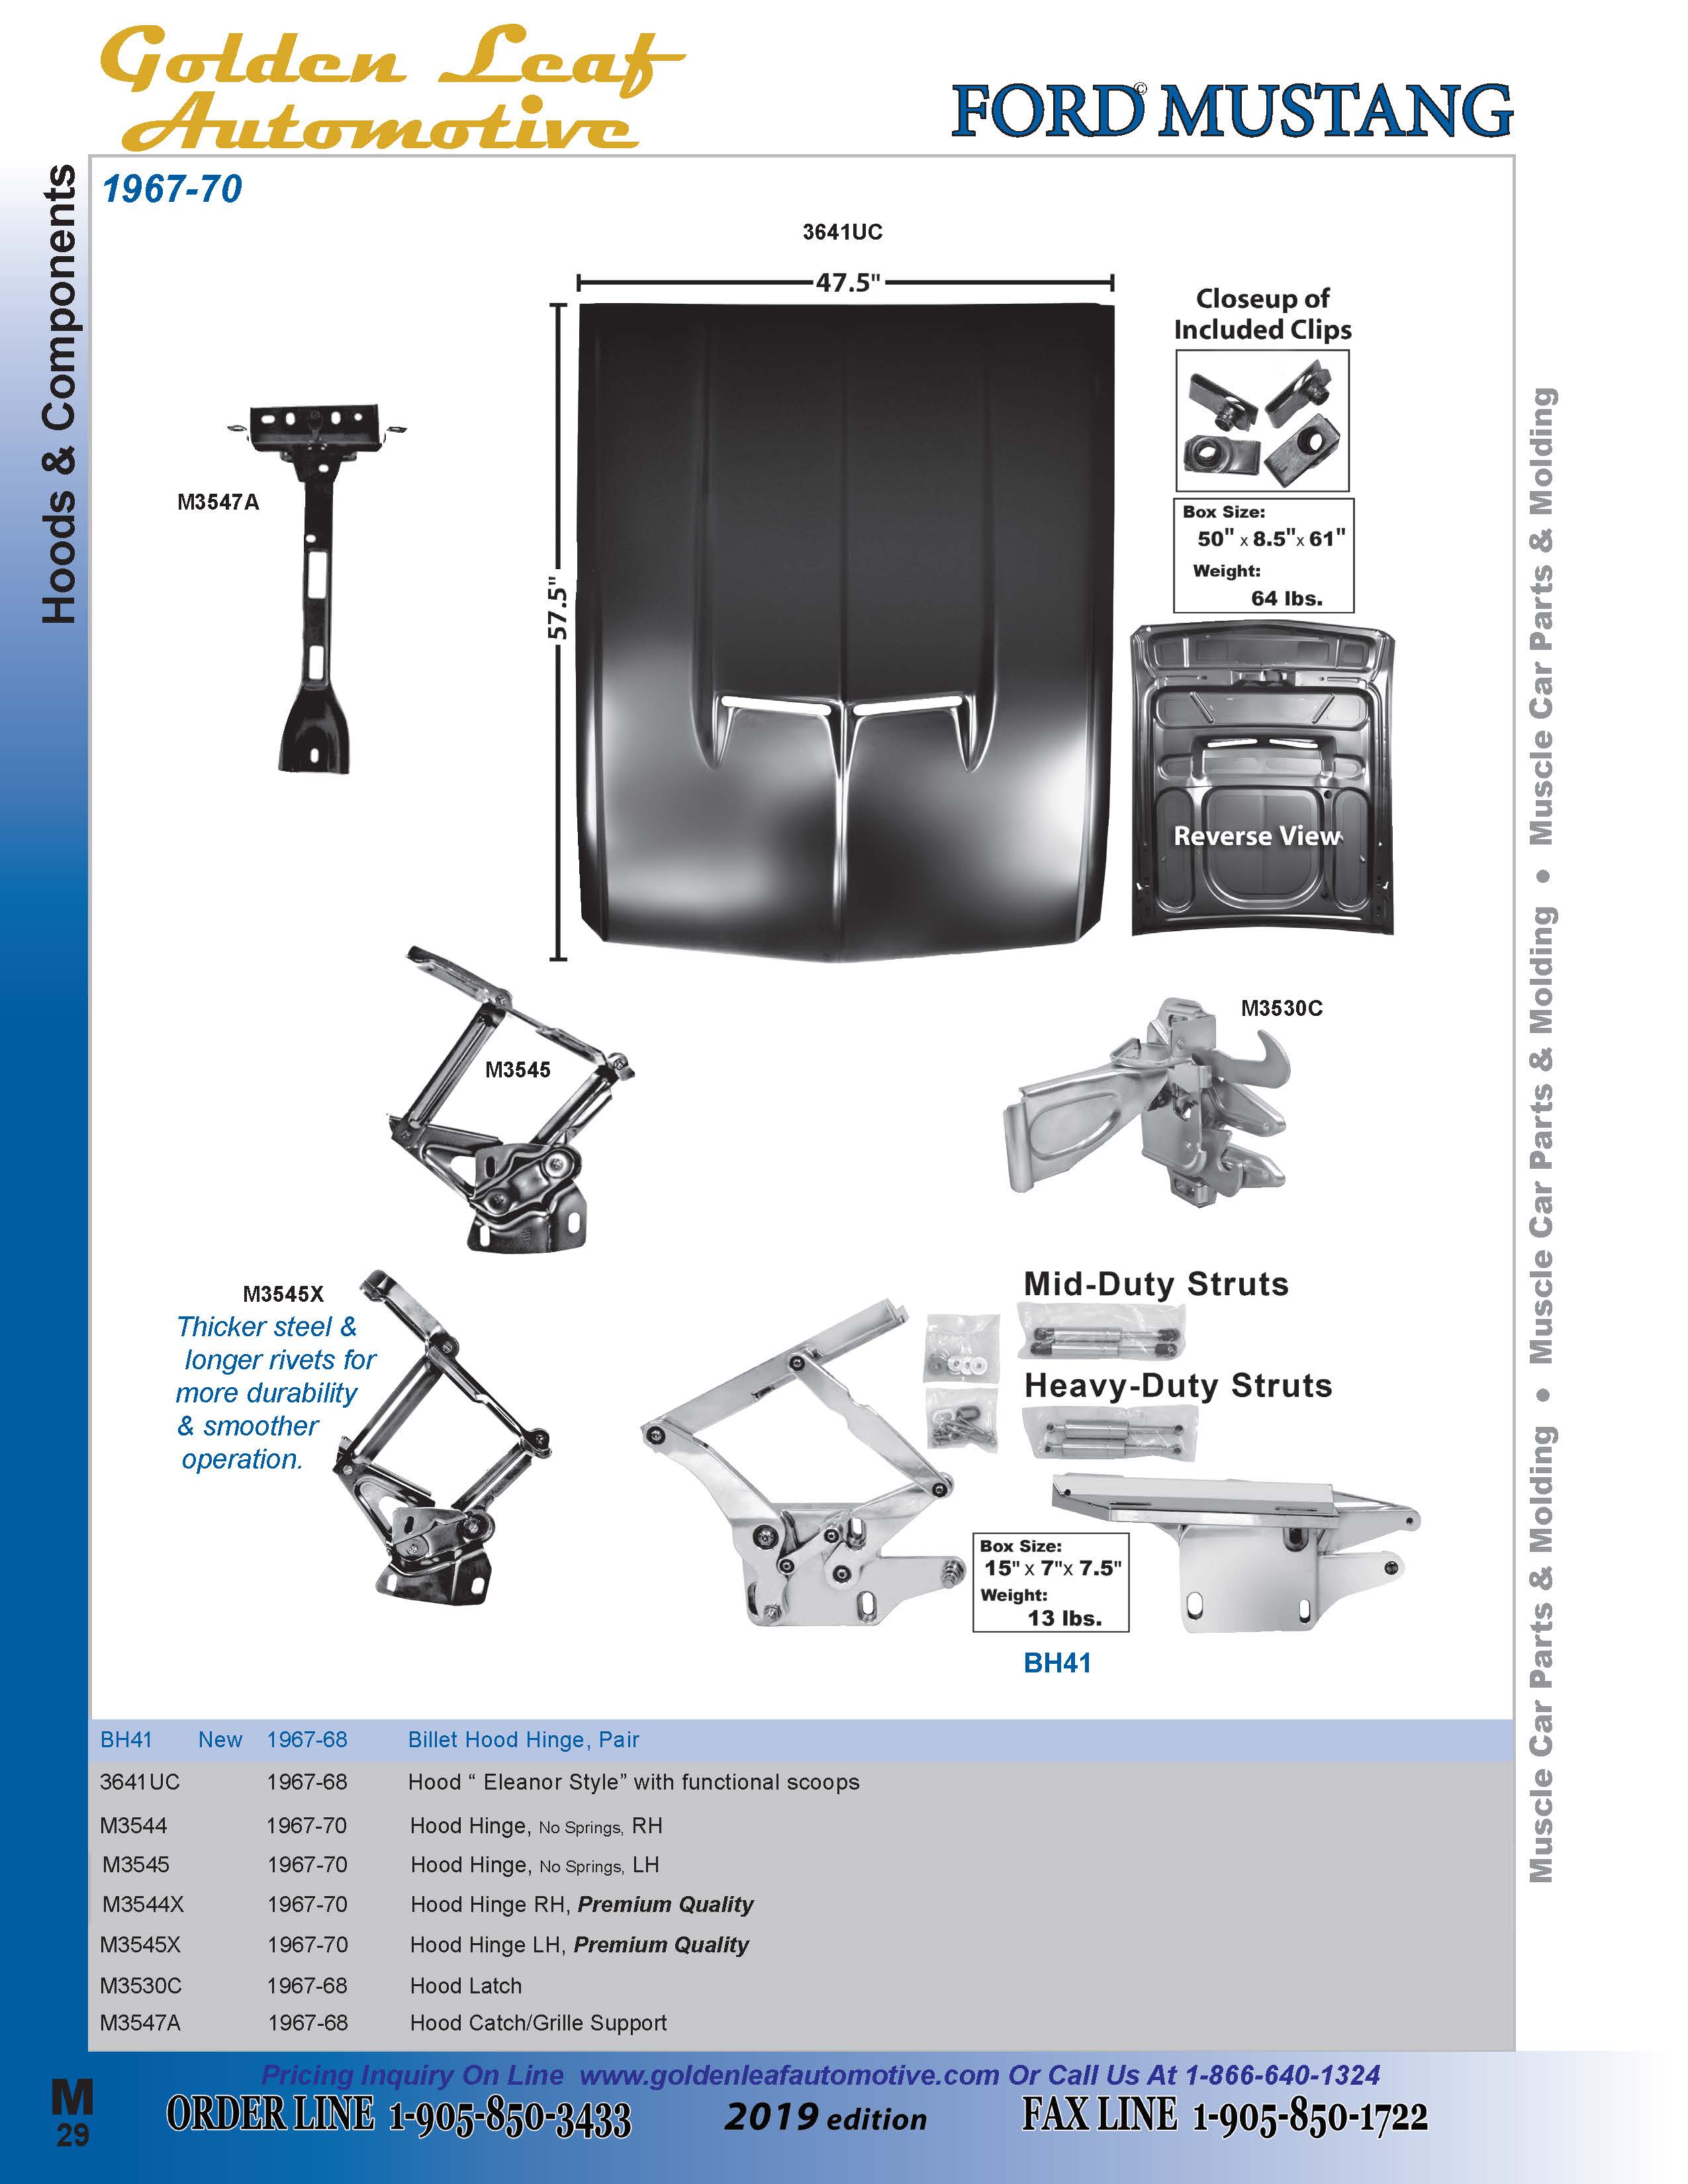 Golden Leaf
Automotive
FORD© MUSTANG
Hoods & Components
1967-70
3641UC
47.5"
57.5"
Closeup of
Included Clips
Box Size:
50" x 8.5"x 61"
Weight:
64 lbs.
Reverse View
M3547A
M3545
M3530C
M3545X
Thicker steel &
longer rivets for
more durability
& smoother
operation.
Mid-Duty Struts
Heavy-Duty Struts
Box Size:
15" x 7"x 7.5"
Weight:
13 lbs.
BH41
BH41 New 1967-68 Billet Hood Hinge, Pair
3641UC 1967-68 Hood “ Eleanor Style” with functional scoops
M3544 1967-70 Hood Hinge, No Springs, RH
M3545 1967-70 Hood Hinge, No Springs, LH
M3544X 1967-70 Hood Hinge RH, Premium Quality
M3545X 1967-70 Hood Hinge LH, Premium Quality
M3530C 1967-68 Hood Latch
M3547A 1967-68 Hood Catch/Grille Support
Muscle Car Parts & Molding • Muscle Car Parts & Molding • Muscle Car Parts & Molding
Pricing Inquiry On Line www.goldenleafautomotive.com Or Call Us At 1-866-640-1324
M
29
ORDER LINE 1-905-850-3433 2019 edition FAX LINE 1-905-850-1722